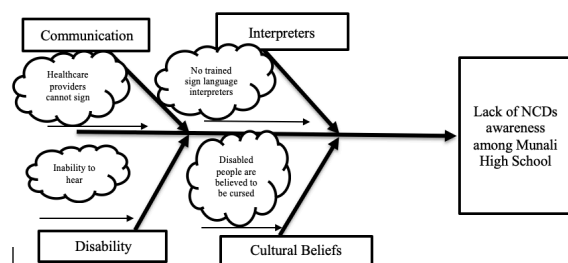 Communication
Interpreters
Healthcare
providers
cannot sign
No trained
sign language
interpreters
Lack of NCDs
awareness
among Munali
High School
Inability to
hear
Disabled
people are
believed to
be cursed
Disability
Cultural Beliefs